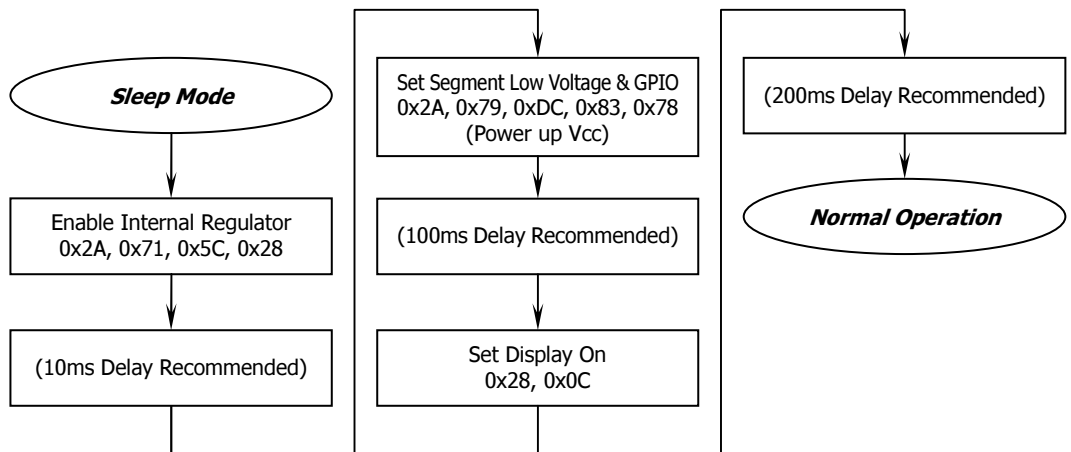 Sleep Mode
Enable Internal Regulator
0x2A, 0x71, 0x5C, 0x28
(10ms Delay Recommended)
Set Segment Low Voltage & GPIO
0x2A, 0x79, 0xDC, 0x83, 0x78
(Power up Vcc)
(100ms Delay Recommended)
Set Display On
0x28, 0x0C
(200ms Delay Recommended)
Normal Operation